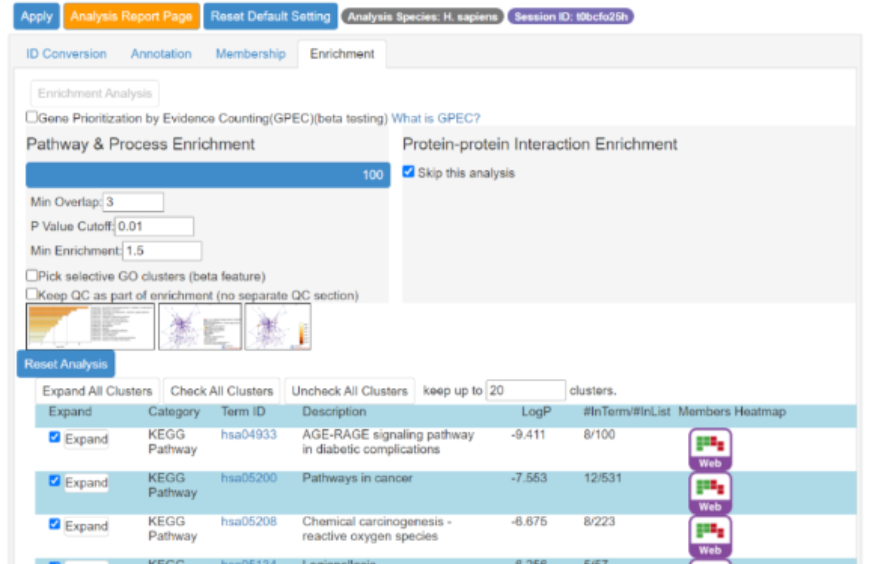 Apply Analysis Report Page Reset Default Setting Analysis Species: H. sapiens Session ID: t0bcfo25h
ID Conversion Annotation Membership Enrichment
Enrichment Analysis
Gene Prioritization by Evidence Counting(GPEC)(beta testing) What is GPEC?
Pathway & Process Enrichment Protein-protein Interaction Enrichment
100 Skip this analysis
Min Overlap: 3
P Value Cutoff: 0.01
Min Enrichment: 1.5
Pick selective GO clusters (beta feature)
Keep QC as part of enrichment (no separate QC section)
Reset Analysis
Expand All Clusters Check All Clusters Uncheck All Clusters keep up to 20 clusters.
Expand Category Term ID Description LogP #InTerm/#InList Members Heatmap
Expand KEGG hsa04933 AGE-RAGE signaling pathway -9.411 8/100
Pathway in diabetic complications
Web
Expand KEGG hsa05200 Pathways in cancer -7.553 12/531
Pathway
Web
Expand KEGG hsa05208 Chemical carcinogenesis - -6.675 8/223
Pathway reactive oxygen species
Web